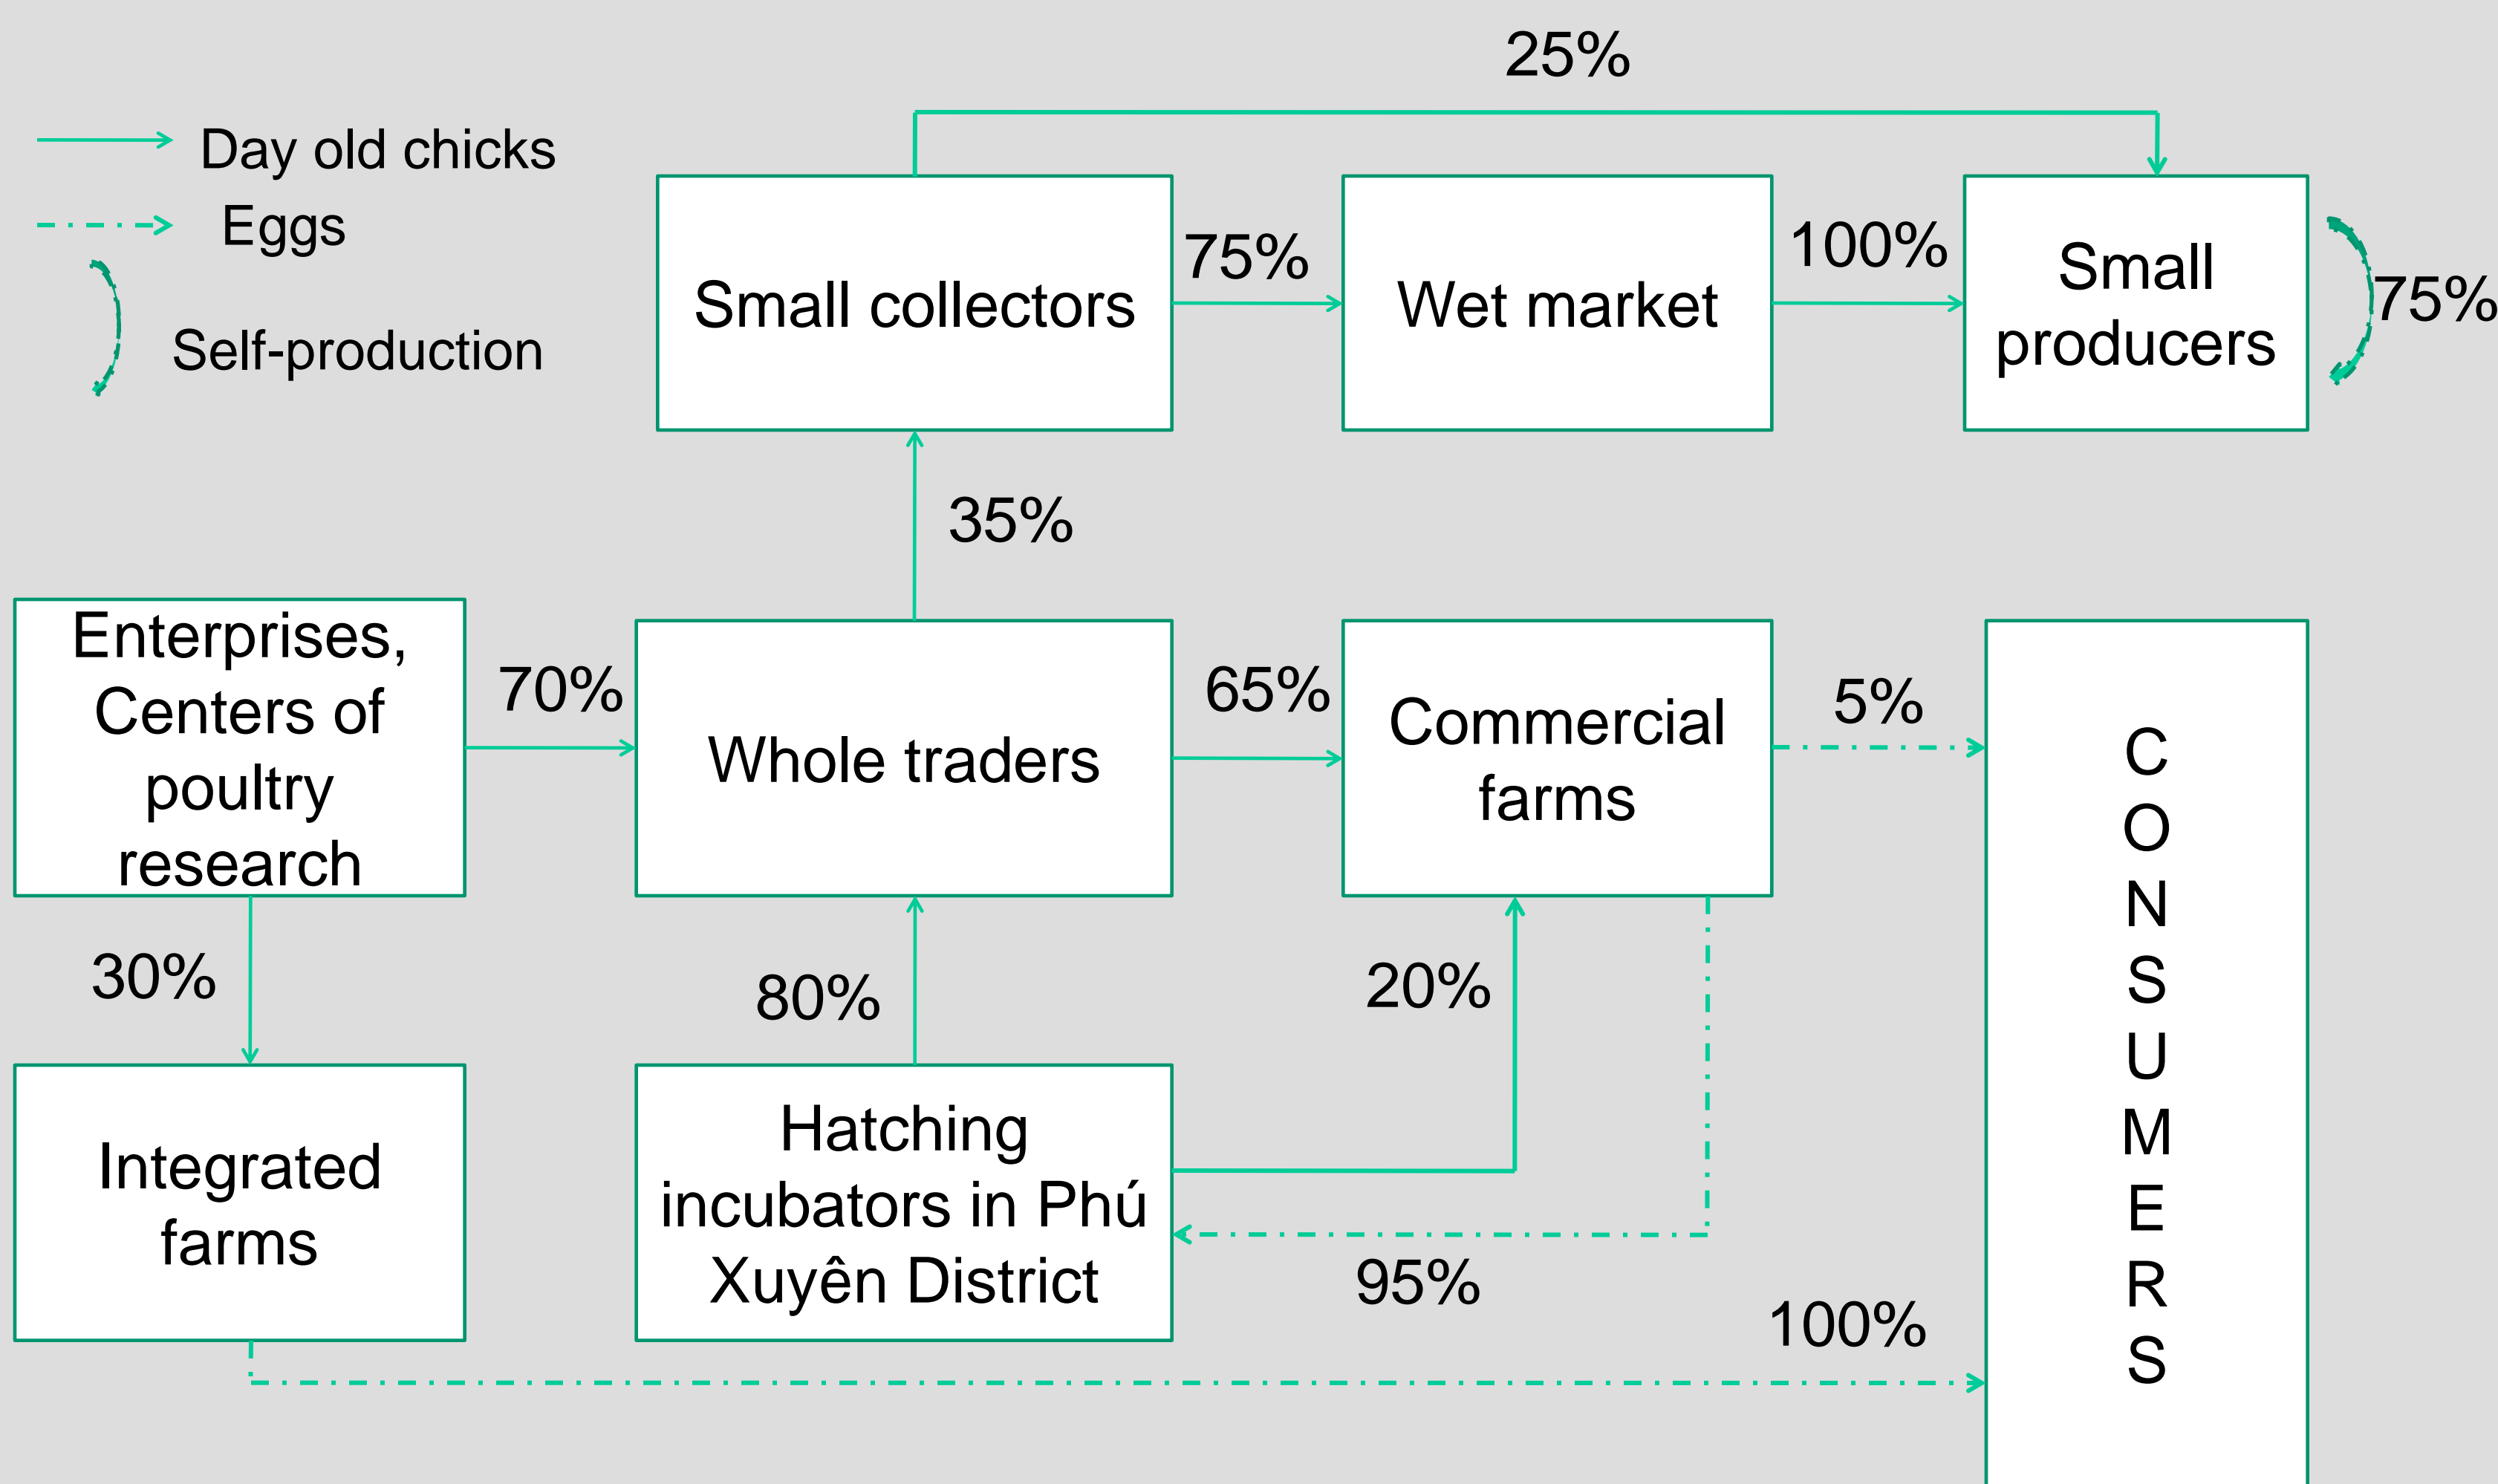 25%
Day old chicks
Eggs
Self-production
Small collectors
75%
Wet market
100%
Small
producers
75%
35%
Enterprises,
Centers of
poultry
research
70%
Whole traders
65%
Commercial
farms
5%
C
O
N
S
U
M
E
R
S
30%
80%
20%
Integrated
farms
Hatching
incubators in Phú
Xuyên District
95%
100%